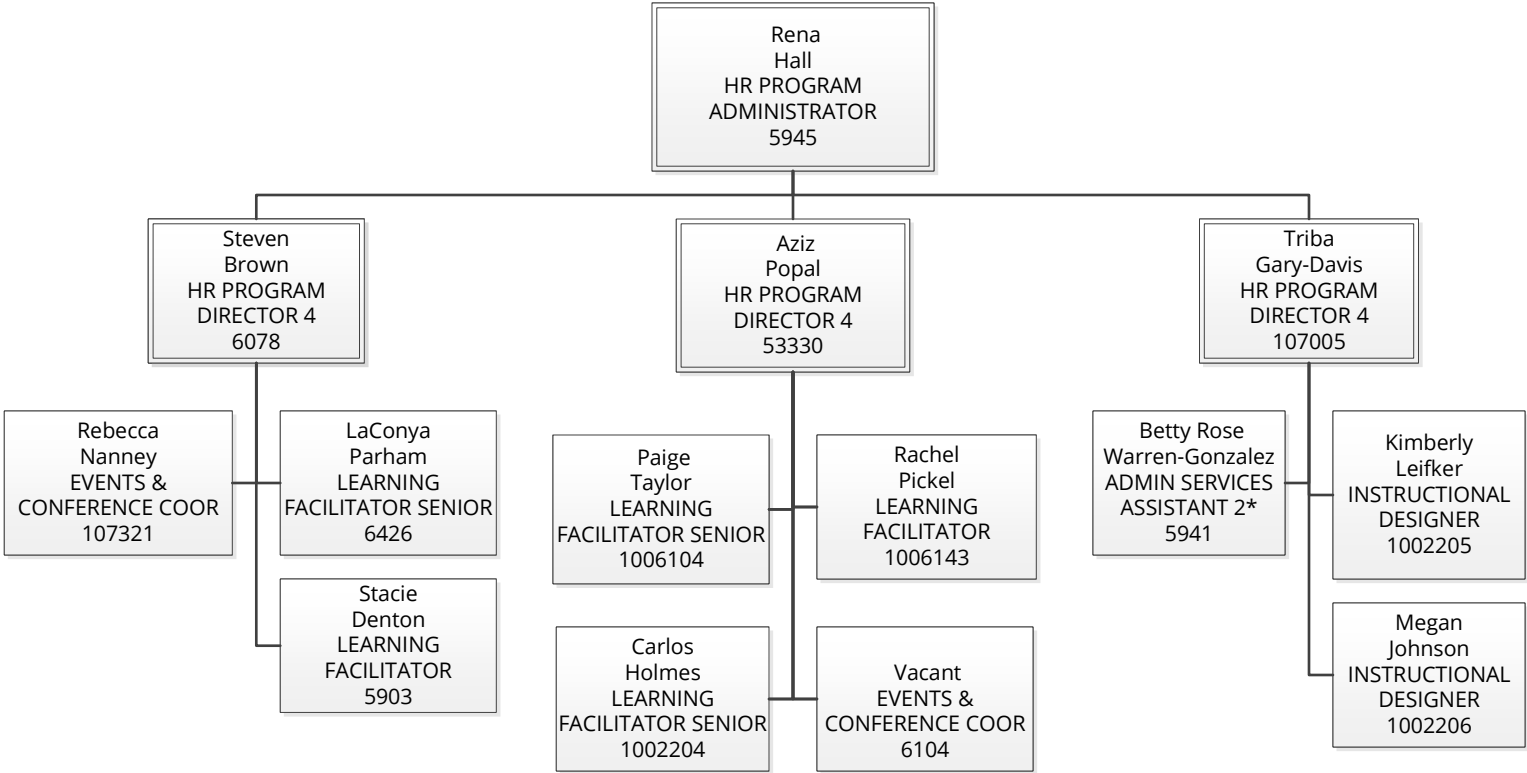 Rena
Hall
HR PROGRAM
ADMINISTRATOR
5945
Steven
Brown
HR PROGRAM
DIRECTOR 4
6078
Aziz
Popal
HR PROGRAM
DIRECTOR 4
53330
Triba
Gary-Davis
HR PROGRAM
DIRECTOR 4
107005
Rebecca
Nanney
EVENTS &
CONFERENCE COOR
107321
LaConya
Parham
LEARNING
FACILITATOR SENIOR
6426
Stacie
Denton
LEARNING
FACILITATOR
5903
Paige
Taylor
LEARNING
FACILITATOR SENIOR
1006104
Rachel
Pickel
LEARNING
FACILITATOR
1006143
Carlos
Holmes
LEARNING
FACILITATOR SENIOR
1002204
Vacant
EVENTS &
CONFERENCE COOR
6104
Betty Rose
Warren-Gonzalez
ADMIN SERVICES
ASSISTANT 2*
5941
Kimberly
Leifker
INSTRUCTIONAL
DESIGNER
1002205
Megan
Johnson
INSTRUCTIONAL
DESIGNER
1002206